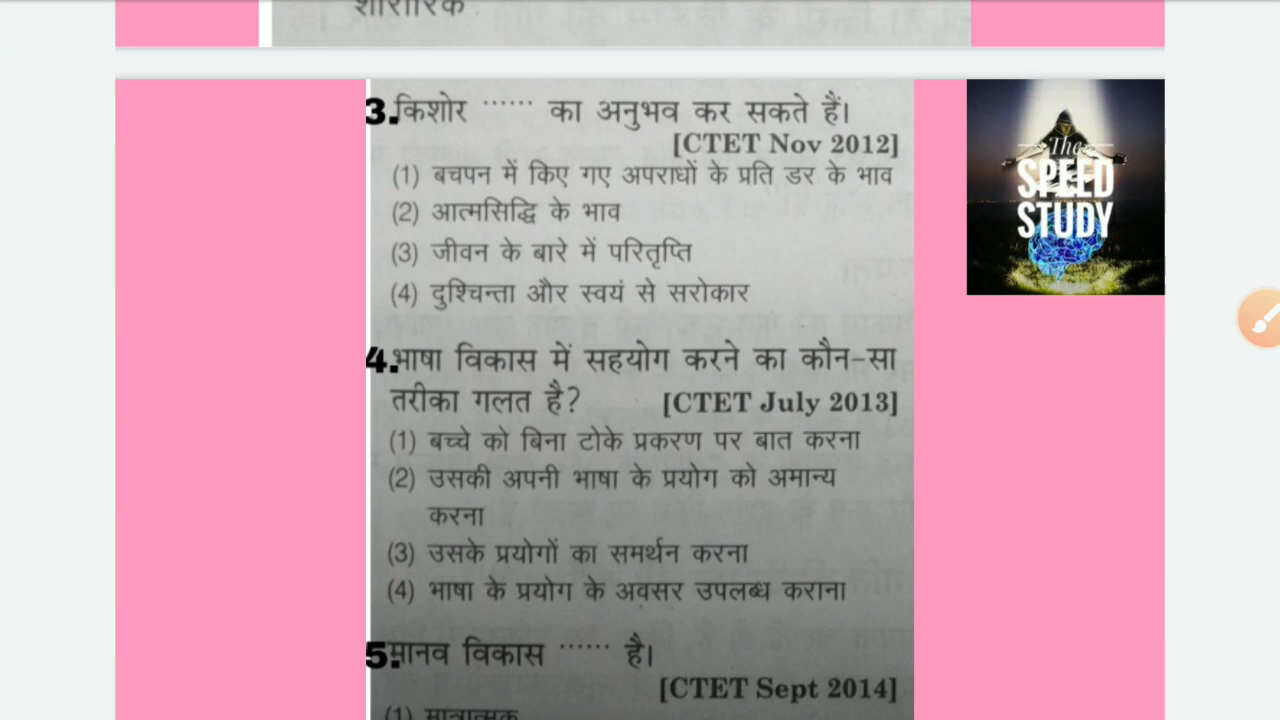 शारीरिक
3. किशोर ...... का अनुभव कर सकते हैं।
[CTET Nov 2012]
(1) बचपन में किए गए अपराधों के प्रति डर के भाव
(2) आत्मसिद्धि के भाव
(3) जीवन के बारे में परितृप्ति
(4) दुश्चिन्ता और स्वयं से सरोकार
4. भाषा विकास में सहयोग करने का कौन-सा
तरीका गलत है? [CTET July 2013]
(1) बच्चे को बिना टोके प्रकरण पर बात करना
(2) उसकी अपनी भाषा के प्रयोग को अमान्य
करना
(3) उसके प्रयोगों का समर्थन करना
(4) भाषा के प्रयोग के अवसर उपलब्ध कराना
5. मानव विकास ...... है।
[CTET Sept 2014]
(1) मात्रात्मक
The
SPEED
STUDY